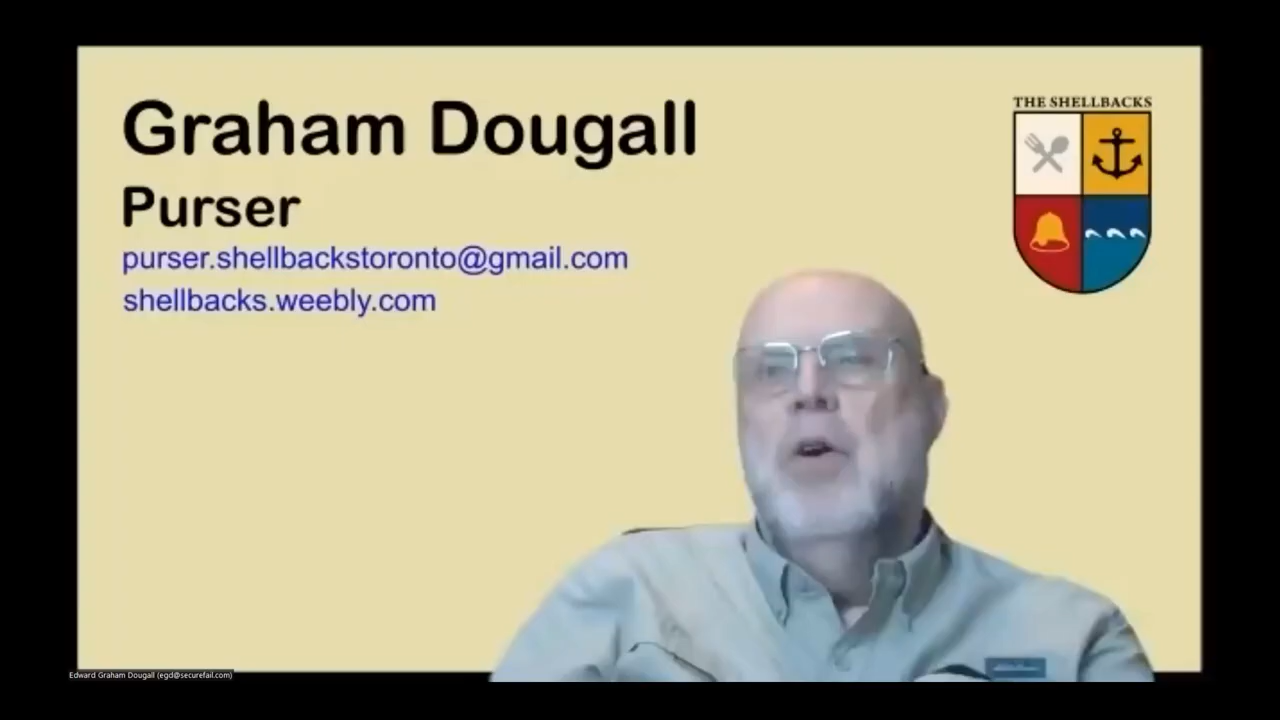 Graham Dougall
THE SHELLBACKS
Purser
purser.shellbackstoronto@gmail.com
shellbacks.weebly.com
Edward Graham Dougall (egd@securefail.com)